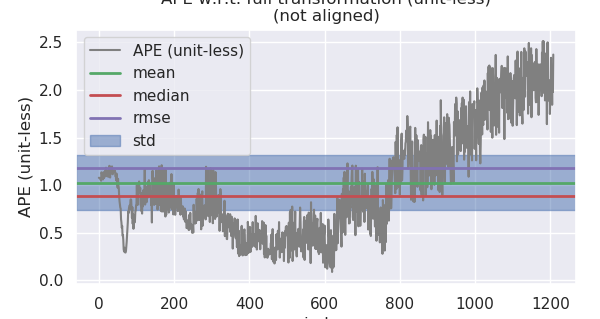 APE w.r.t. full transformation (unit-less)
(not aligned)
APE (unit-less)
mean
median
rmse
std
APE (unit-less)
2.5
2.0
1.5
1.0
0.5
0.0
0 200 400 600 800 1000 1200